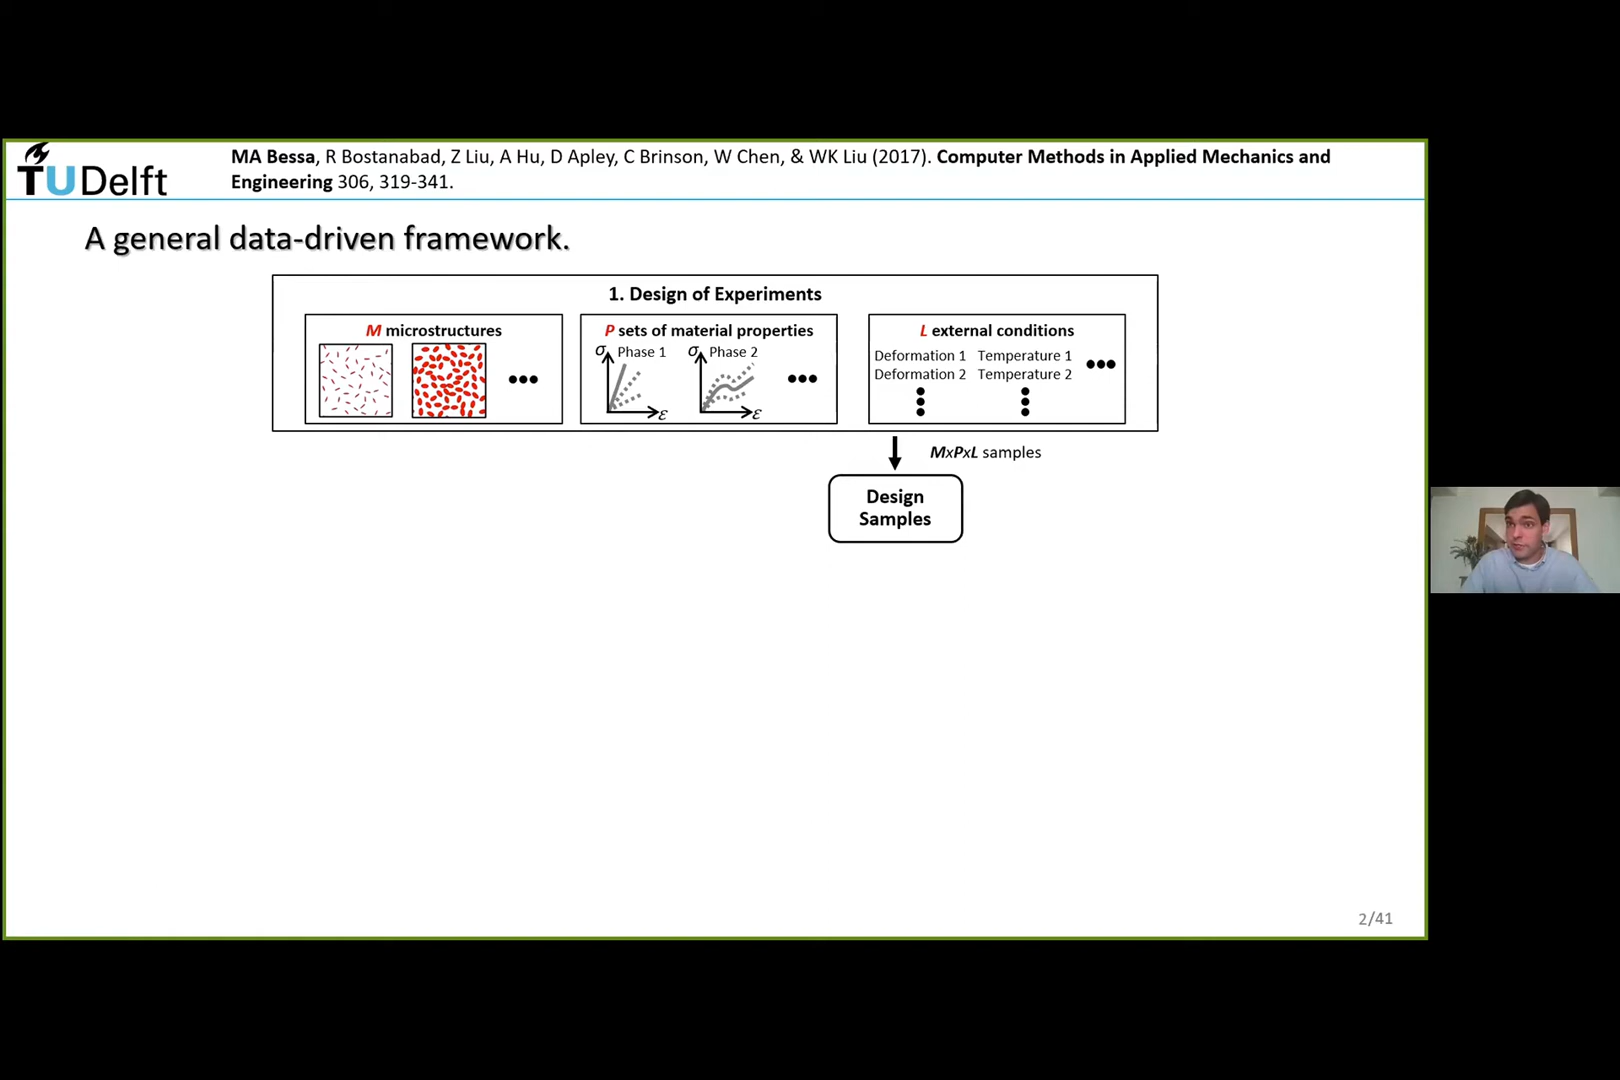 TUDelft
MA Bessa, R Bostanabad, Z Liu, A Hu, D Apley, C Brinson, W Chen, & WK Liu (2017). Computer Methods in Applied Mechanics and
Engineering 306, 319-341.
A general data-driven framework.
1. Design of Experiments
M microstructures
P sets of material properties
L external conditions
σ Phase 1
σ Phase 2
ε
ε
Deformation 1 Temperature 1
Deformation 2 Temperature 2
MxPxL samples
Design
Samples
2/41